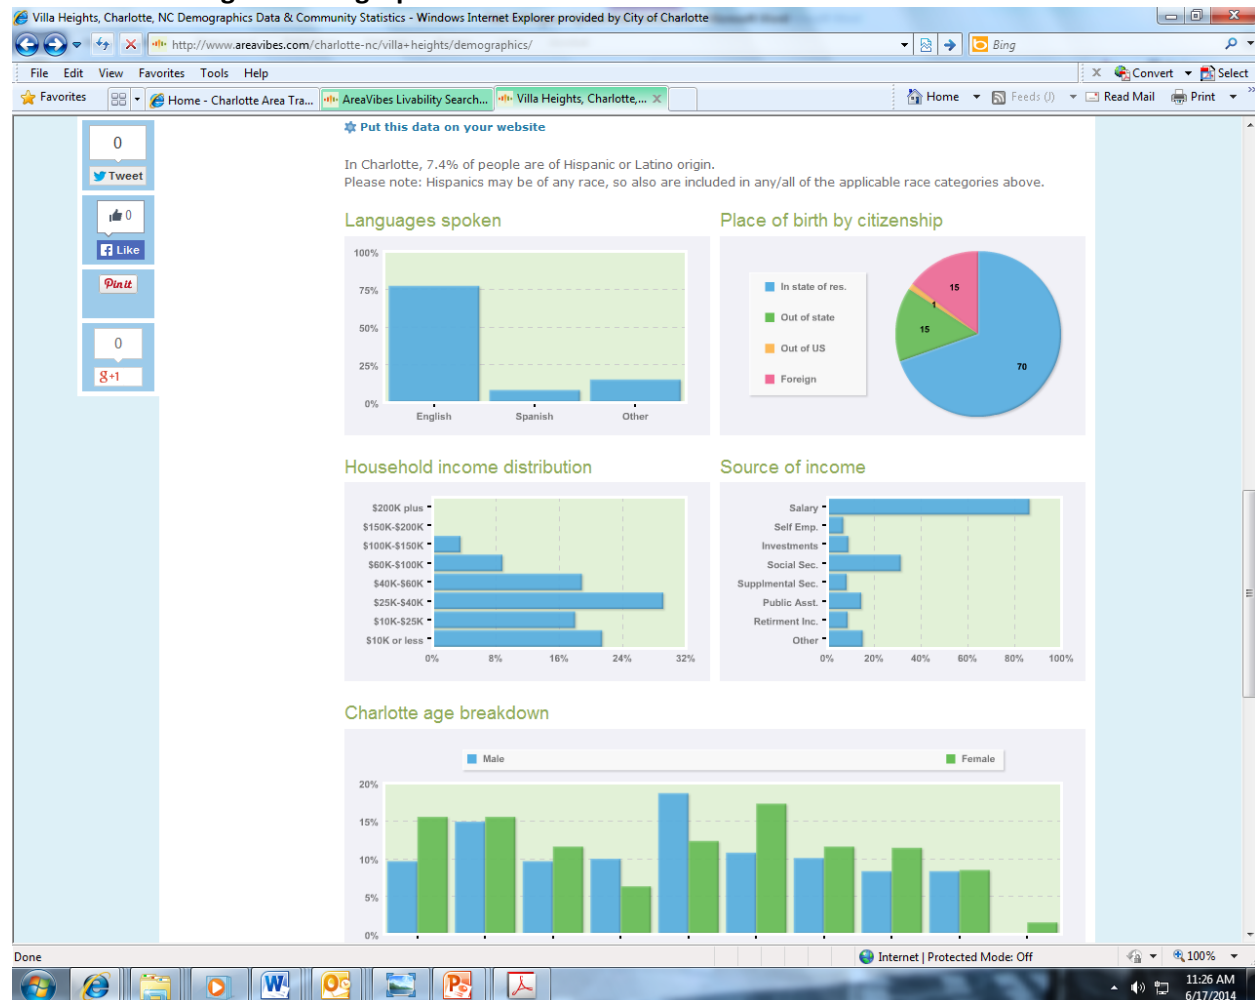 Villa Heights, Charlotte, NC Demographics Data & Community Statistics - Windows Internet Explorer provided by City of Charlotte
http://www.areavibes.com/charlotte-nc/villa+heights/demographics/
Bing
File Edit View Favorites Tools Help
Convert
Select
Favorites
Home - Charlotte Area Tra...
AreaVibes Livability Search...
Villa Heights, Charlotte,...
Home
Feeds (J)
Read Mail
Print
Put this data on your website
0
Tweet
0
Like
Pin it
0
g+1
In Charlotte, 7.4% of people are of Hispanic or Latino origin.
Please note: Hispanics may be of any race, so also are included in any/all of the applicable race categories above.
Languages spoken
100%
75%
50%
25%
0%
English Spanish Other
Place of birth by citizenship
In state of res.
Out of state
Out of US
Foreign
15
1
15
70
Household income distribution
$200K plus
$150K-$200K
$100K-$150K
$60K-$100K
$40K-$60K
$25K-$40K
$10K-$25K
$10K or less
0% 8% 16% 24% 32%
Source of income
Salary
Self Emp.
Investments
Social Sec.
Supplmental Sec.
Public Asst.
Retirment Inc.
Other
0% 20% 40% 60% 80% 100%
Charlotte age breakdown
Male Female
20%
15%
10%
5%
0%
Done
Internet | Protected Mode: Off
100%
11:26 AM
6/17/2014